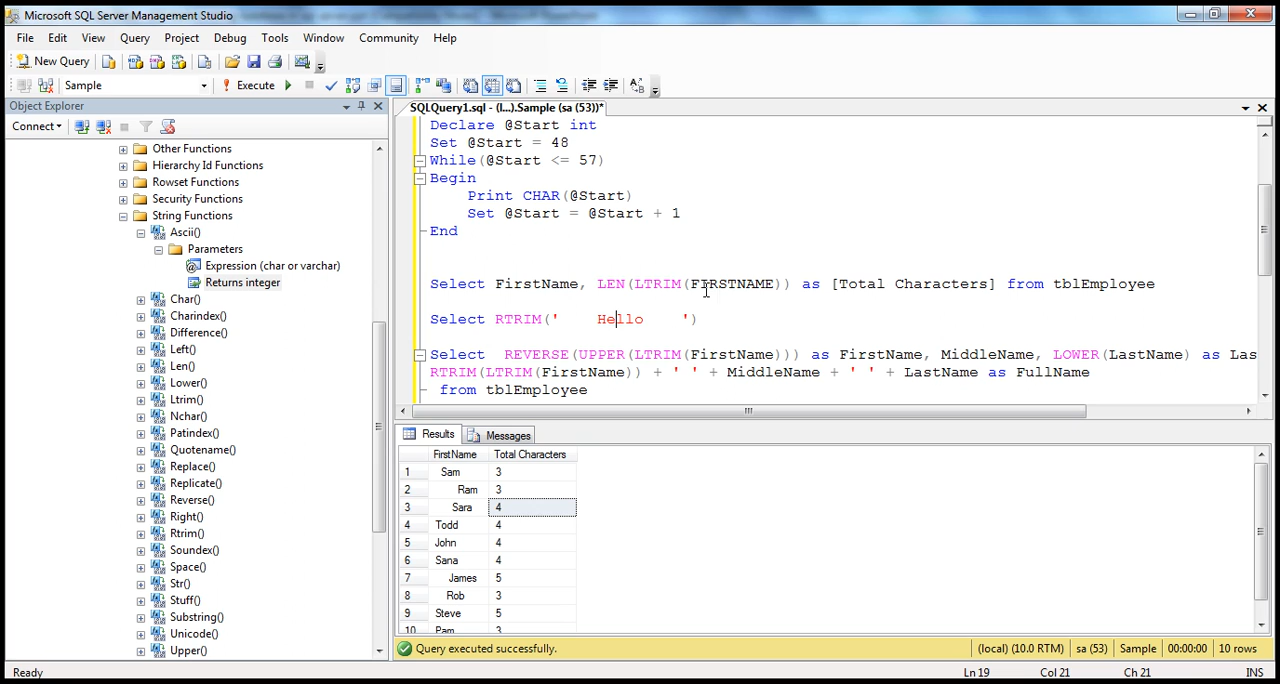 Microsoft SQL Server Management Studio
File Edit View Query Project Debug Tools Window Community Help
New Query
Sample Execute
Object Explorer
SQLQuery1.sql - (l...).Sample (sa (53))*
Connect
Other Functions
Hierarchy Id Functions
Rowset Functions
Security Functions
String Functions
Ascii()
Parameters
Expression (char or varchar)
Returns integer
Char()
Charindex()
Difference()
Left()
Len()
Lower()
Ltrim()
Nchar()
Patindex()
Quotename()
Replace()
Replicate()
Reverse()
Right()
Rtrim()
Soundex()
Space()
Str()
Stuff()
Substring()
Unicode()
Upper()
Declare @Start int
Set @Start = 48
While(@Start <= 57)
Begin
Print CHAR(@Start)
Set @Start = @Start + 1
End
Select FirstName, LEN(LTRIM(FIRSTNAME)) as [Total Characters] from tblEmployee
Select RTRIM('    Hello    ')
Select  REVERSE(UPPER(LTRIM(FirstName))) as FirstName, MiddleName, LOWER(LastName) as Las
RTRIM(LTRIM(FirstName)) + ' ' + MiddleName + ' ' + LastName as FullName
from tblEmployee
Results Messages
FirstName Total Characters
1 Sam 3
2 Ram 3
3 Sara 4
4 Todd 4
5 John 4
6 Sana 4
7 James 5
8 Rob 3
9 Steve 5
10 Pam 3
Query executed successfully. (local) (10.0 RTM) sa (53) Sample 00:00:00 10 rows
Ready Ln 19 Col 21 Ch 21 INS